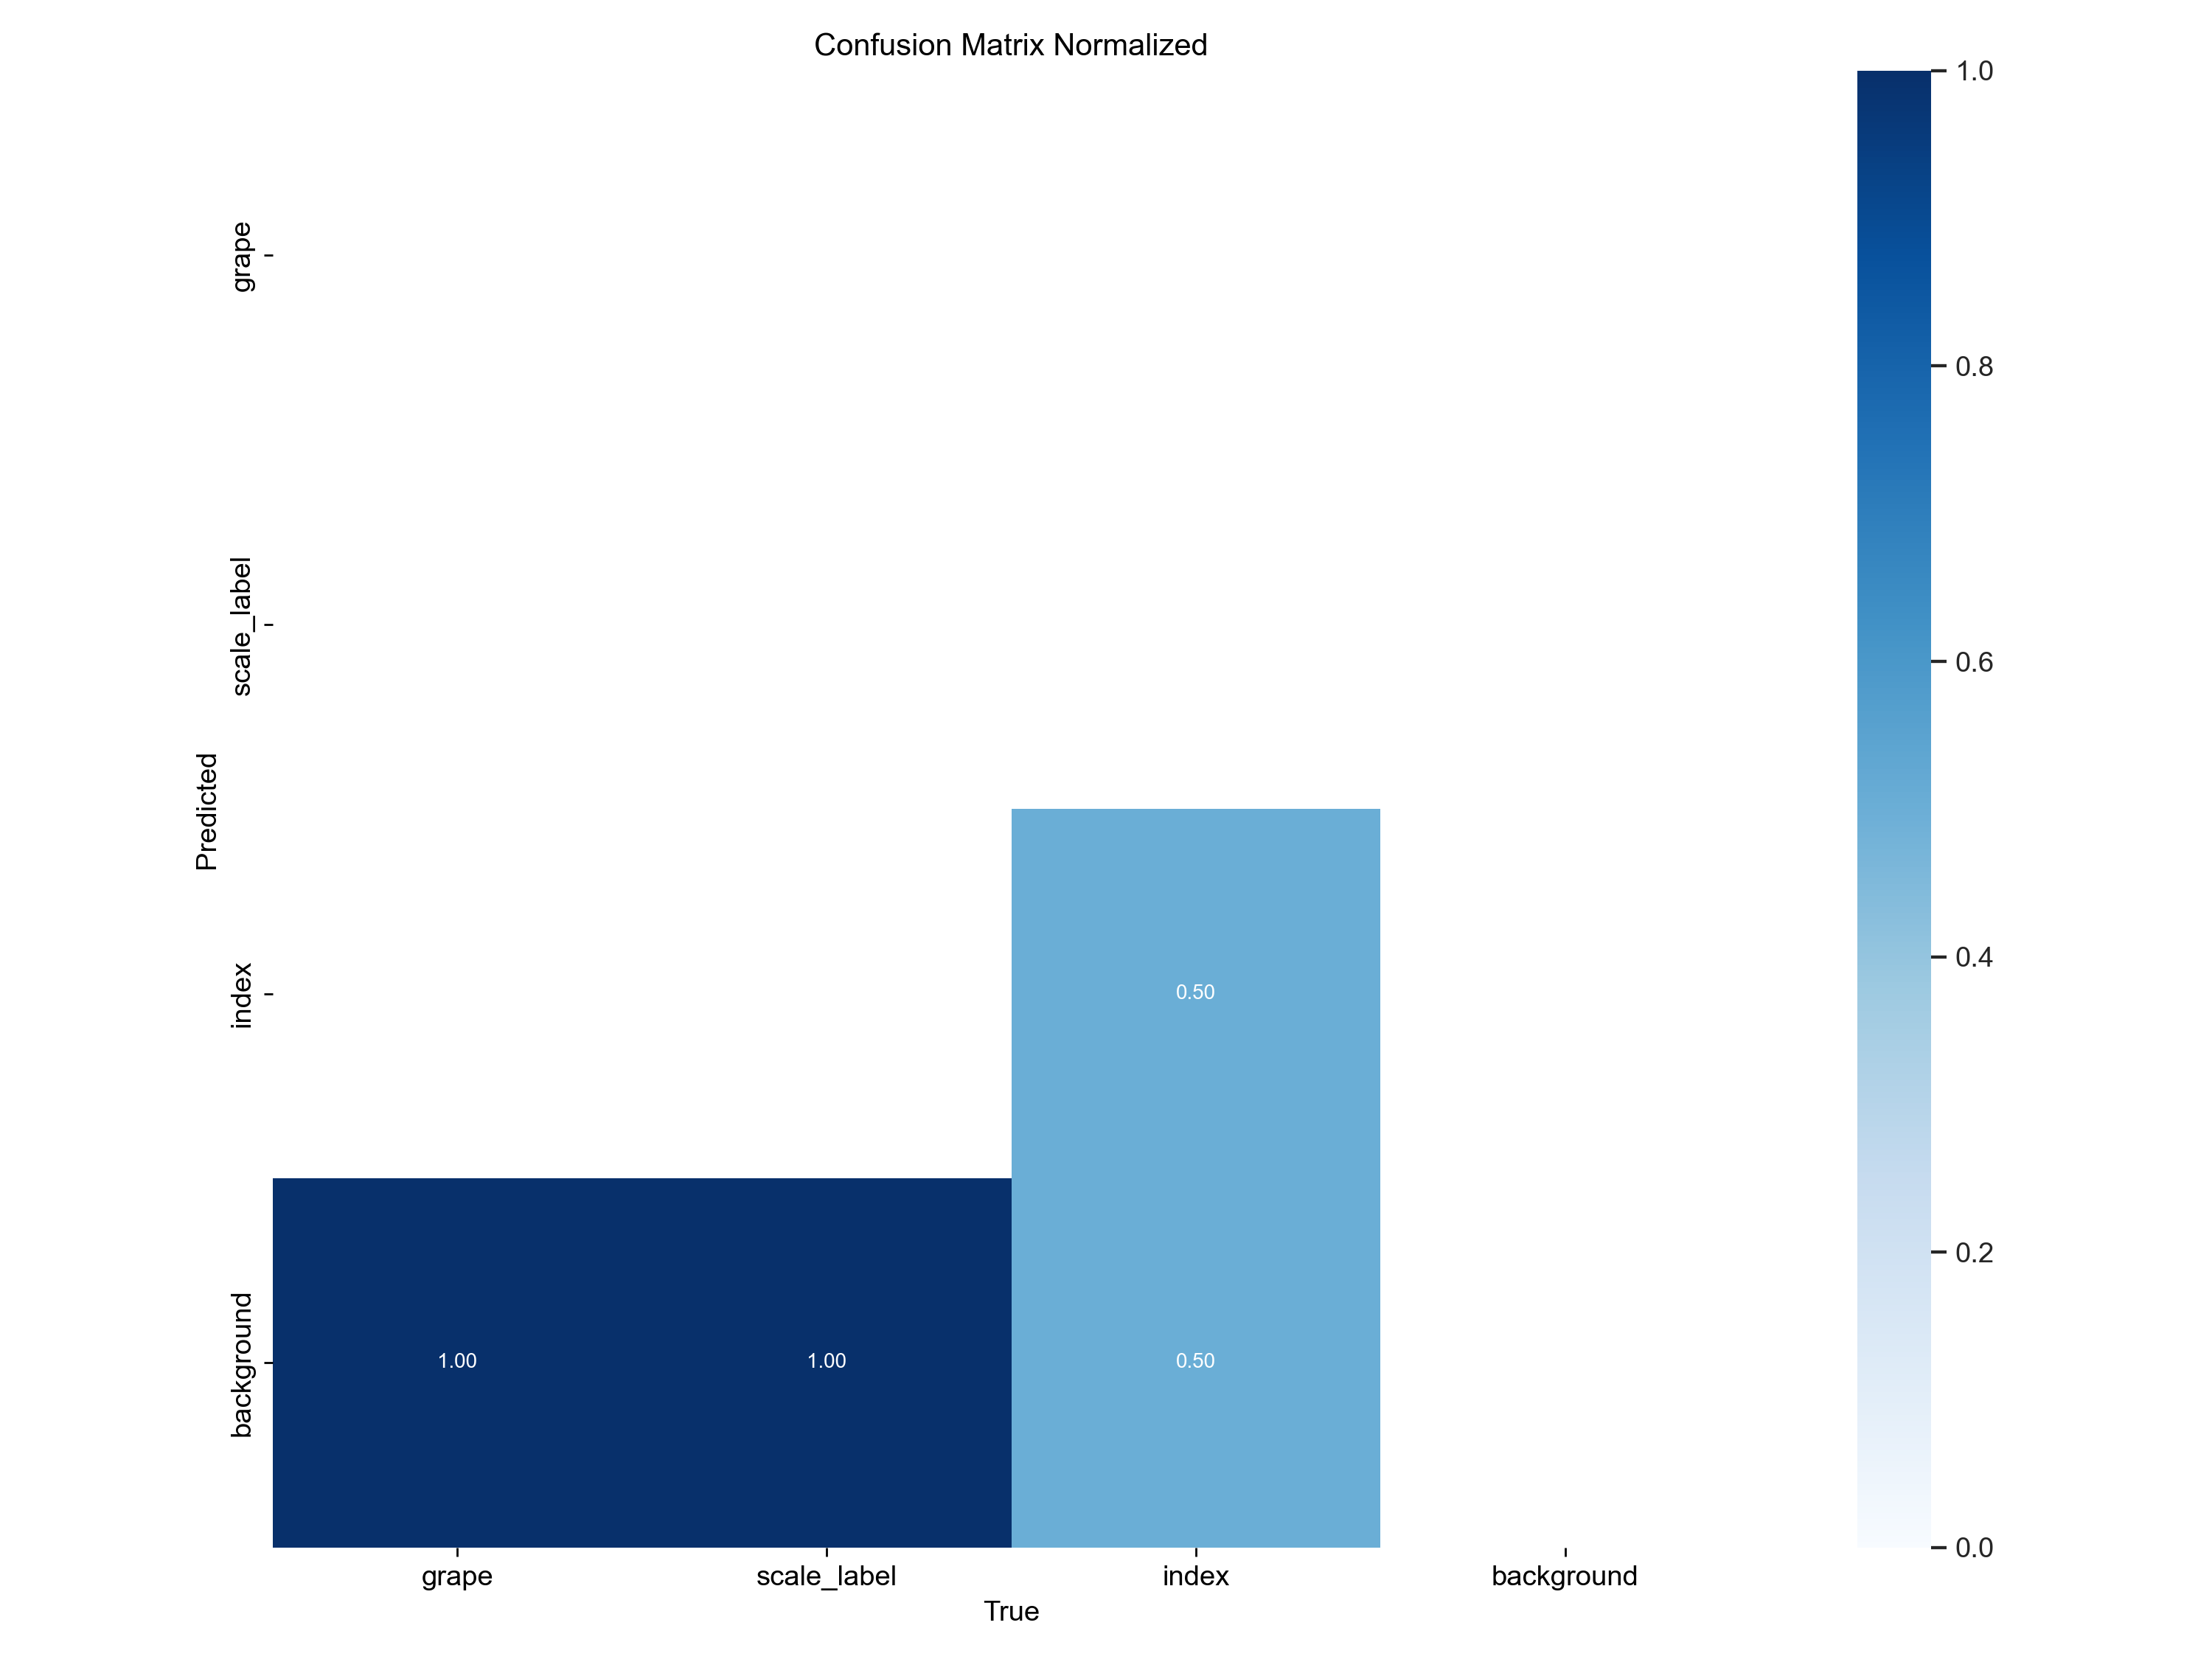 Confusion Matrix Normalized
1.0
0.8
0.6
0.4
0.2
0.0
Predicted
grape
scale_label
index
background
0.50
1.00 1.00 0.50
grape scale_label index background
True